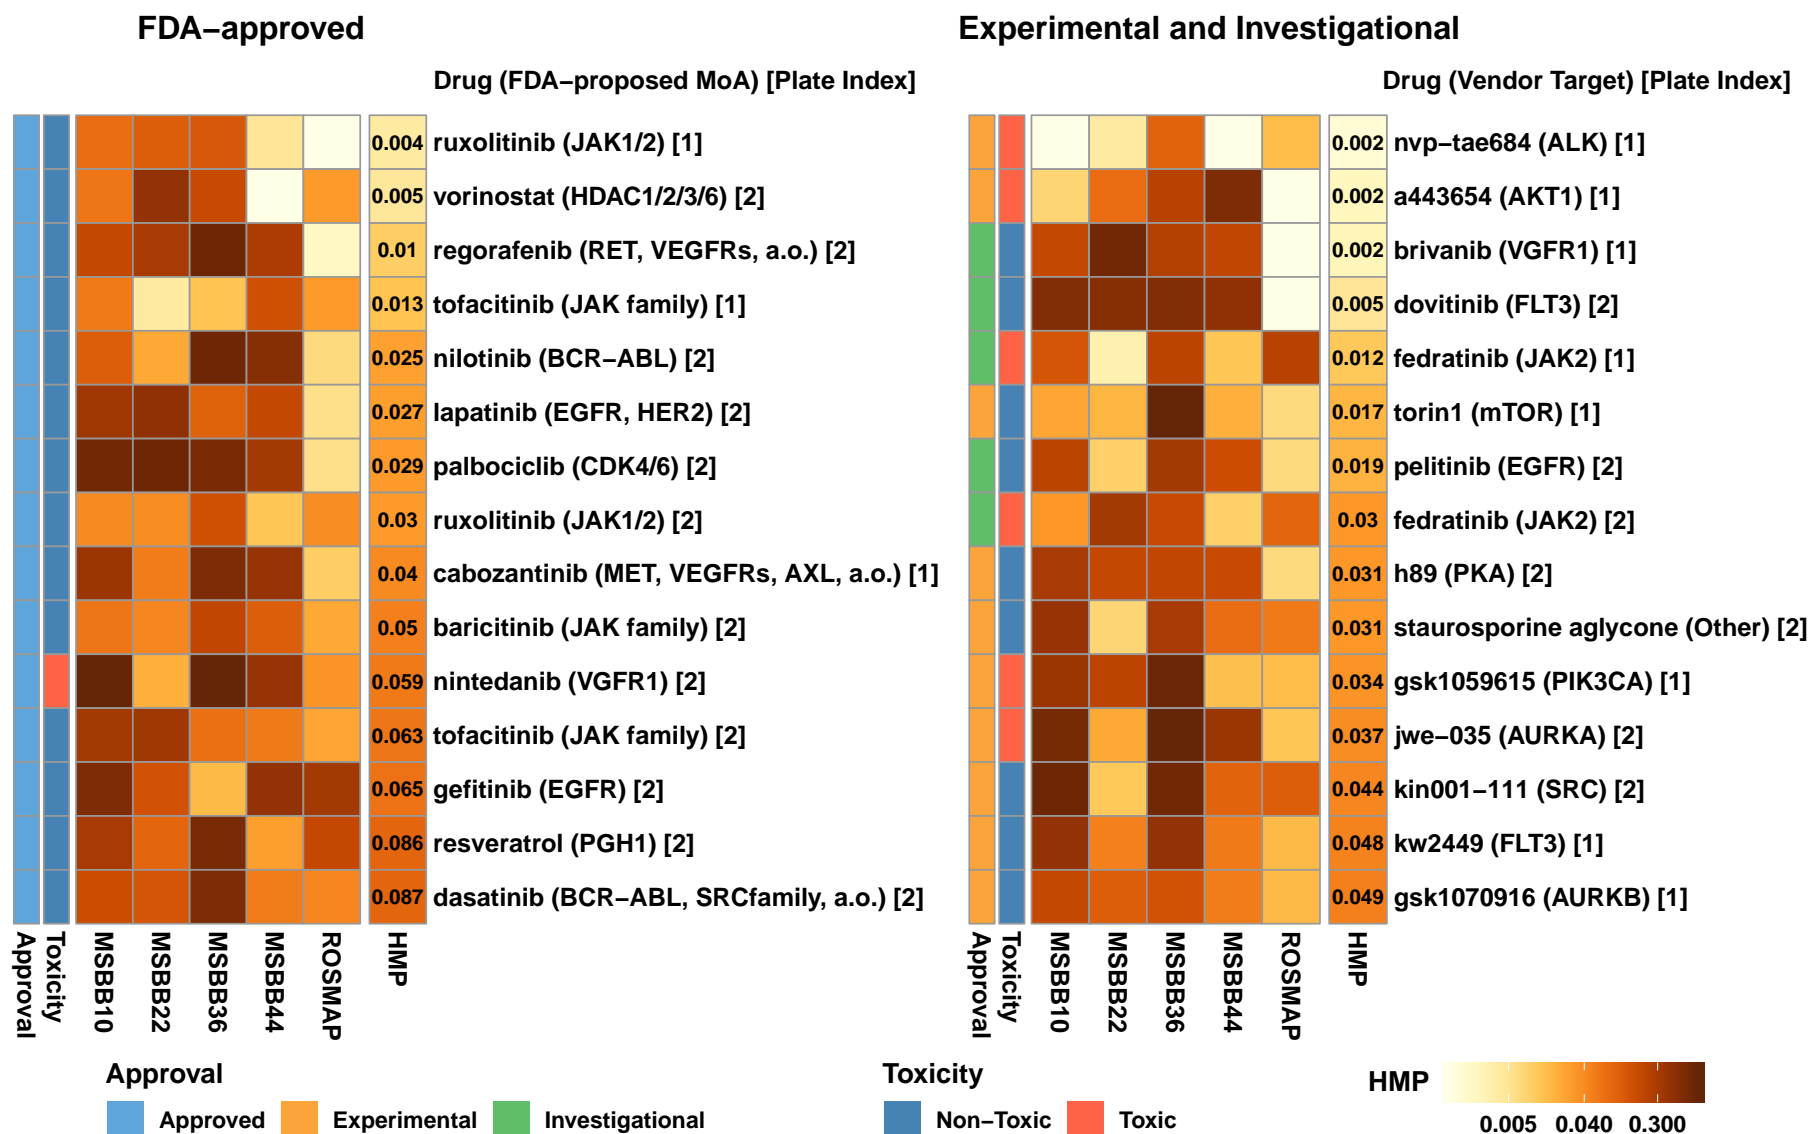 FDA−approved
Experimental and Investigational
Drug (FDA−proposed MoA) [Plate Index]
Drug (Vendor Target) [Plate Index]
0.004 ruxolitinib (JAK1/2) [1]
0.005 vorinostat (HDAC1/2/3/6) [2]
0.01 regorafenib (RET, VEGFRs, a.o.) [2]
0.013 tofacitinib (JAK family) [1]
0.025 nilotinib (BCR−ABL) [2]
0.027 lapatinib (EGFR, HER2) [2]
0.029 palbociclib (CDK4/6) [2]
0.03 ruxolitinib (JAK1/2) [2]
0.04 cabozantinib (MET, VEGFRs, AXL, a.o.) [1]
0.05 baricitinib (JAK family) [2]
0.059 nintedanib (VGFR1) [2]
0.063 tofacitinib (JAK family) [2]
0.065 gefitinib (EGFR) [2]
0.086 resveratrol (PGH1) [2]
0.087 dasatinib (BCR−ABL, SRCfamily, a.o.) [2]
Approval
Toxicity
MSBB10
MSBB22
MSBB36
MSBB44
ROSMAP
HMP
0.002 nvp−tae684 (ALK) [1]
0.002 a443654 (AKT1) [1]
0.002 brivanib (VGFR1) [1]
0.005 dovitinib (FLT3) [2]
0.012 fedratinib (JAK2) [1]
0.017 torin1 (mTOR) [1]
0.019 pelitinib (EGFR) [2]
0.03 fedratinib (JAK2) [2]
0.031 h89 (PKA) [2]
0.031 staurosporine aglycone (Other) [2]
0.034 gsk1059615 (PIK3CA) [1]
0.037 jwe−035 (AURKA) [2]
0.044 kin001−111 (SRC) [2]
0.048 kw2449 (FLT3) [1]
0.049 gsk1070916 (AURKB) [1]
Approval
Toxicity
MSBB10
MSBB22
MSBB36
MSBB44
ROSMAP
HMP
Approval
Approved Experimental Investigational
Toxicity
Non−Toxic Toxic
HMP
0.005 0.040 0.300